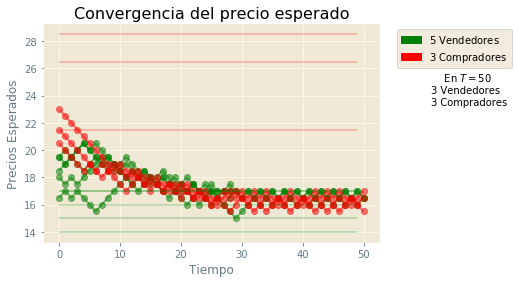 Convergencia del precio esperado
Precios Esperados
28
26
24
22
20
18
16
14
0 10 20 30 40 50
Tiempo
5 Vendedores
3 Compradores
En T = 50
3 Vendedores
3 Compradores